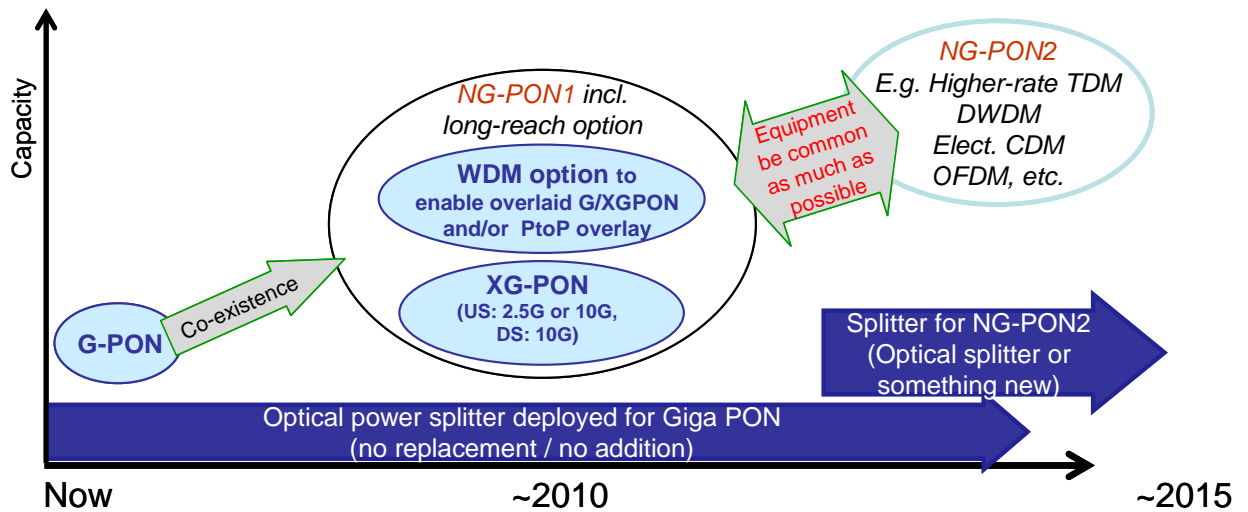 Capacity
NG-PON1 incl.
long-reach option
WDM option to
enable overlaid G/XGPON
and/or PtoP overlay
XG-PON
(US: 2.5G or 10G,
DS: 10G)
G-PON
Co-existence
Equipment
be common
as much as
possible
NG-PON2
E.g. Higher-rate TDM
DWDM
Elect. CDM
OFDM, etc.
Splitter for NG-PON2
(Optical splitter or
something new)
Optical power splitter deployed for Giga PON
(no replacement / no addition)
Now
~2010
~2015